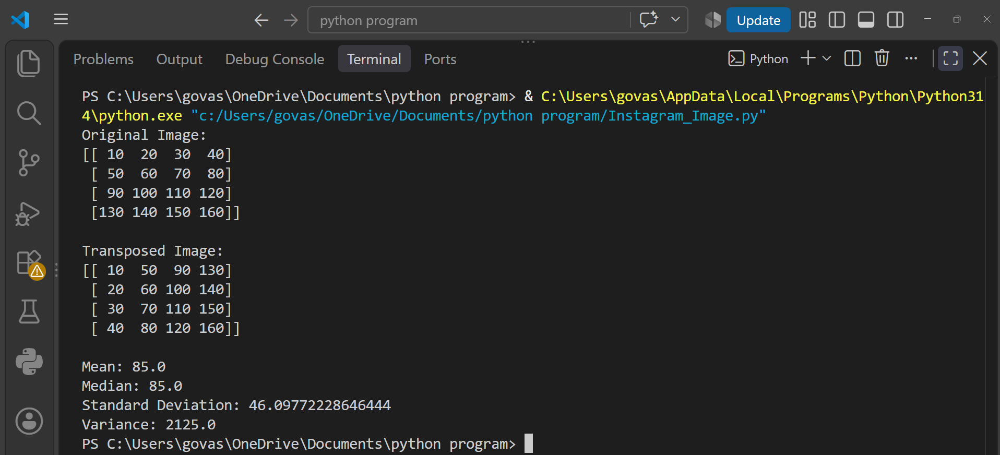 python program
Update
Problems Output Debug Console Terminal Ports Python
PS C:\Users\govas\OneDrive\Documents\python program> & C:\Users\govas\AppData\Local\Programs\Python\Python31
4\python.exe "c:/Users/govas/OneDrive/Documents/python program/Instagram_Image.py"
Original Image:
[[ 10  20  30  40]
 [ 50  60  70  80]
 [ 90 100 110 120]
 [130 140 150 160]]
Transposed Image:
[[ 10  50  90 130]
 [ 20  60 100 140]
 [ 30  70 110 150]
 [ 40  80 120 160]]
Mean: 85.0
Median: 85.0
Standard Deviation: 46.09772228646444
Variance: 2125.0
PS C:\Users\govas\OneDrive\Documents\python program>